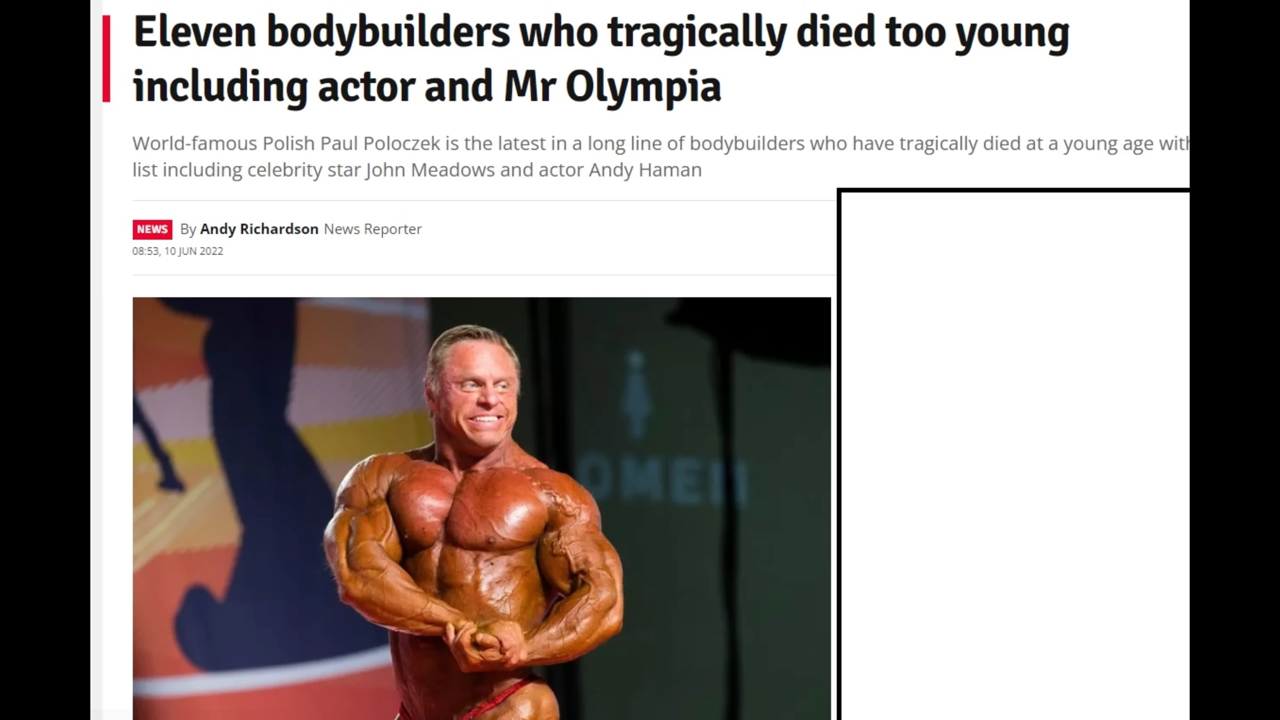 Eleven bodybuilders who tragically died too young
including actor and Mr Olympia
World-famous Polish Paul Poloczek is the latest in a long line of bodybuilders who have tragically died at a young age with
list including celebrity star John Meadows and actor Andy Haman
NEWS By Andy Richardson News Reporter
08:53, 10 JUN 2022
OMEN